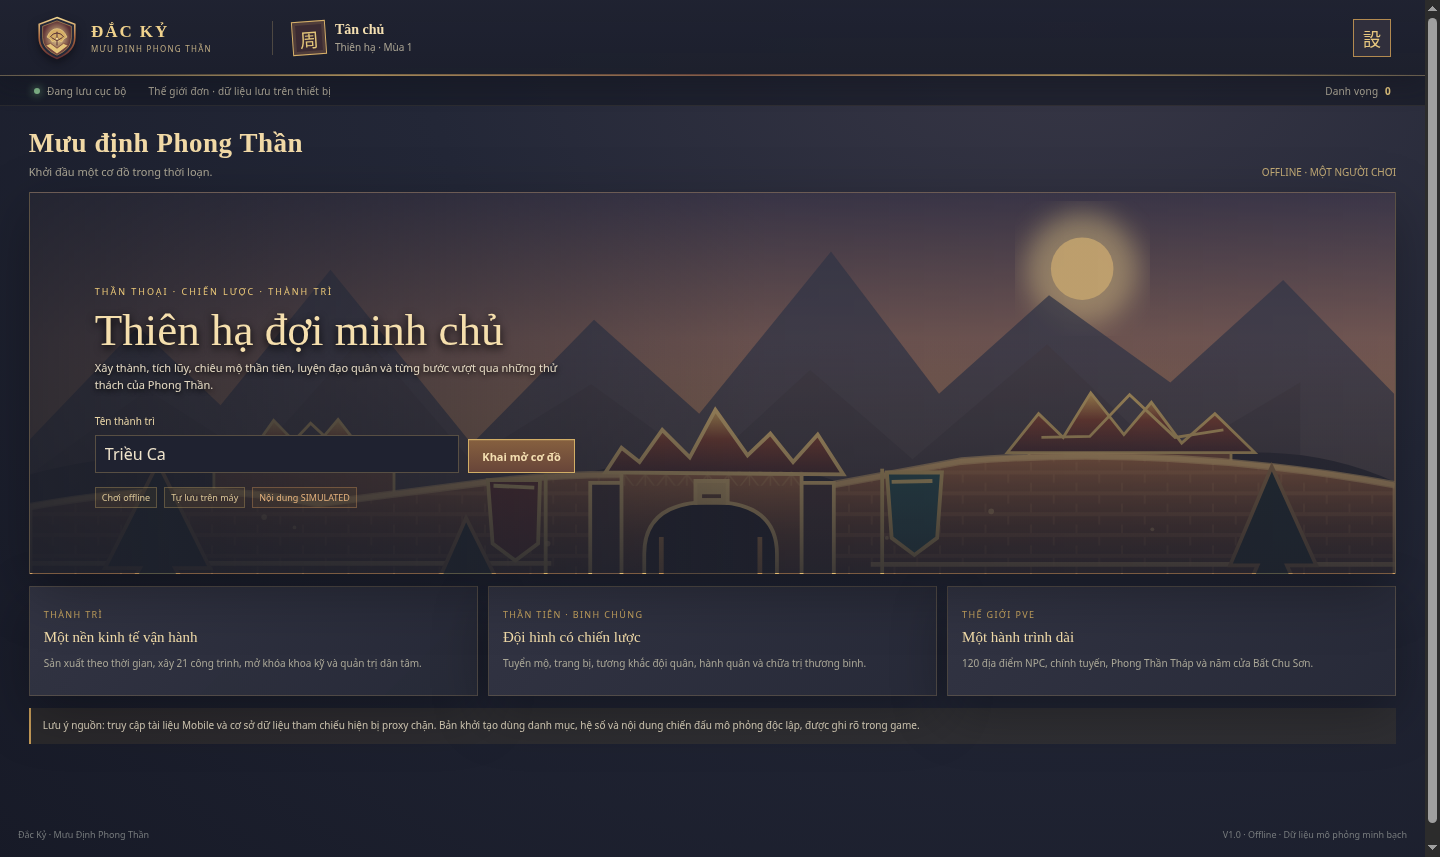 ĐẮC KỶ
MƯU ĐỊNH PHONG THẦN
周
Tân chủ
Thiên hạ · Mùa 1
設
Đang lưu cục bộ
Thế giới đơn · dữ liệu lưu trên thiết bị
Danh vọng 0
Mưu định Phong Thần
Khởi đầu một cơ đồ trong thời loạn.
OFFLINE · MỘT NGƯỜI CHƠI
THẦN THOẠI · CHIẾN LƯỢC · THÀNH TRÌ
Thiên hạ đợi minh chủ
Xây thành, tích lũy, chiêu mộ thần tiên, luyện đạo quân và từng bước vượt qua những thử
thách của Phong Thần.
Tên thành trì
Triều Ca
Khai mở cơ đồ
Chơi offline
Tự lưu trên máy
Nội dung SIMULATED
THÀNH TRÌ
Một nền kinh tế vận hành
Sản xuất theo thời gian, xây 21 công trình, mở khóa khoa kỹ và quản trị dân tâm.
THẦN TIÊN · BINH CHỦNG
Đội hình có chiến lược
Tuyển mộ, trang bị, tương khắc đội quân, hành quân và chữa trị thương binh.
THẾ GIỚI PVE
Một hành trình dài
120 địa điểm NPC, chính tuyến, Phong Thần Tháp và năm cửa Bất Chu Sơn.
Lưu ý nguồn: truy cập tài liệu Mobile và cơ sở dữ liệu tham chiếu hiện bị proxy chặn. Bản khởi tạo dùng danh mục, hệ số và nội dung chiến đấu mô phỏng độc lập, được ghi rõ trong game.
Đắc Kỷ · Mưu Định Phong Thần
V1.0 · Offline · Dữ liệu mô phỏng minh bạch